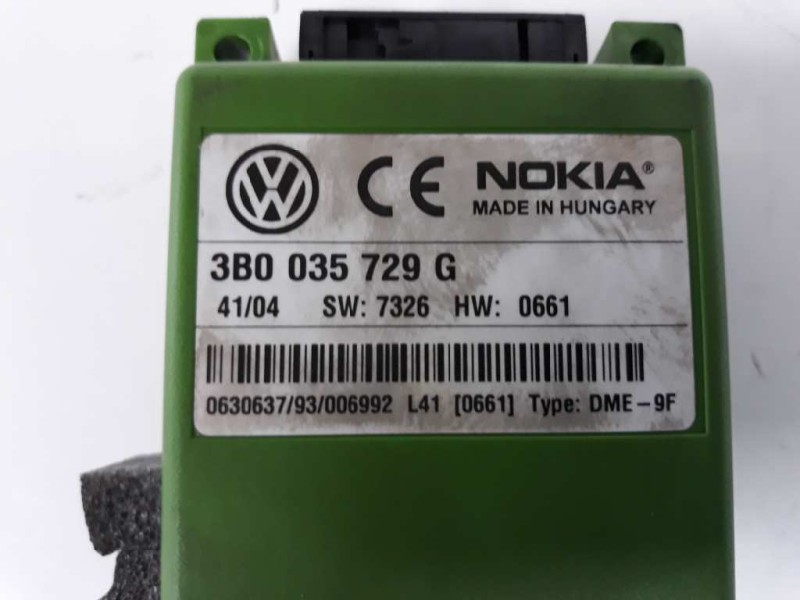 VW CE NOKIA®
MADE IN HUNGARY
3B0 035 729 G
41/04 SW: 7326 HW: 0661
0630637/93/006992 L41 [0661] Type: DME-9F